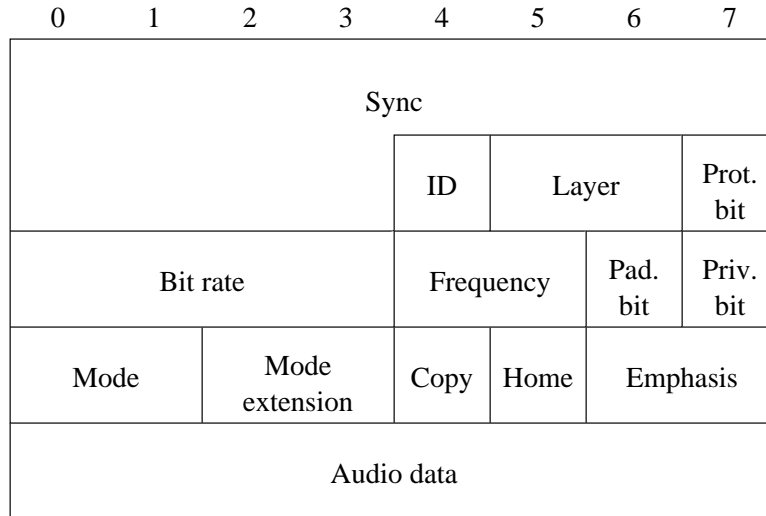 0 1 2 3 4 5 6 7
Sync
ID Layer Prot. bit
Bit rate Frequency Pad. bit Priv. bit
Mode Mode extension Copy Home Emphasis
Audio data